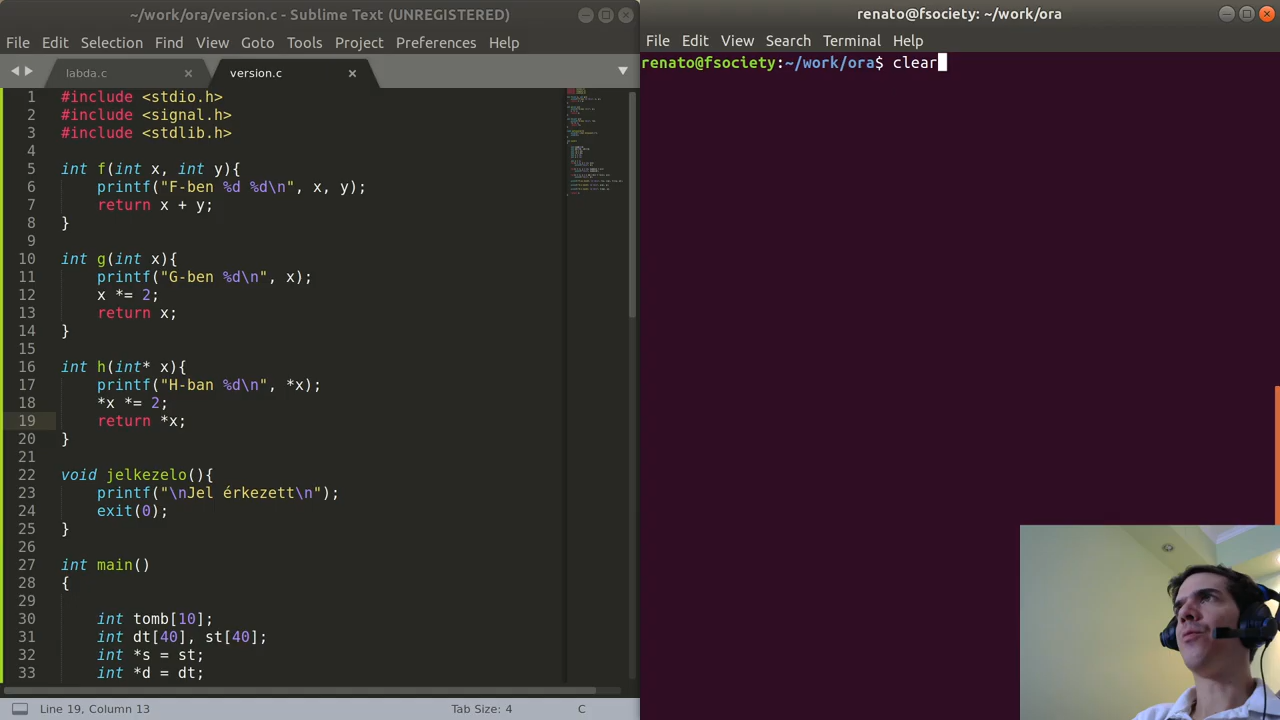 ~/work/ora/version.c - Sublime Text (UNREGISTERED)
File Edit Selection Find View Goto Tools Project Preferences Help
labda.c version.c
1 #include <stdio.h>
2 #include <signal.h>
3 #include <stdlib.h>
4
5 int f(int x, int y){
6 printf("F-ben %d %d\n", x, y);
7 return x + y;
8 }
9
10 int g(int x){
11 printf("G-ben %d\n", x);
12 x *= 2;
13 return x;
14 }
15
16 int h(int* x){
17 printf("H-ban %d\n", *x);
18 *x *= 2;
19 return *x;
20 }
21
22 void jelkezelo(){
23 printf("\nJel érkezett\n");
24 exit(0);
25 }
26
27 int main()
28 {
29
30 int tomb[10];
31 int dt[40], st[40];
32 int *s = st;
33 int *d = dt;
Line 19, Column 13 Tab Size: 4 C
renato@fsociety: ~/work/ora
File Edit View Search Terminal Help
renato@fsociety:~/work/ora$ clear